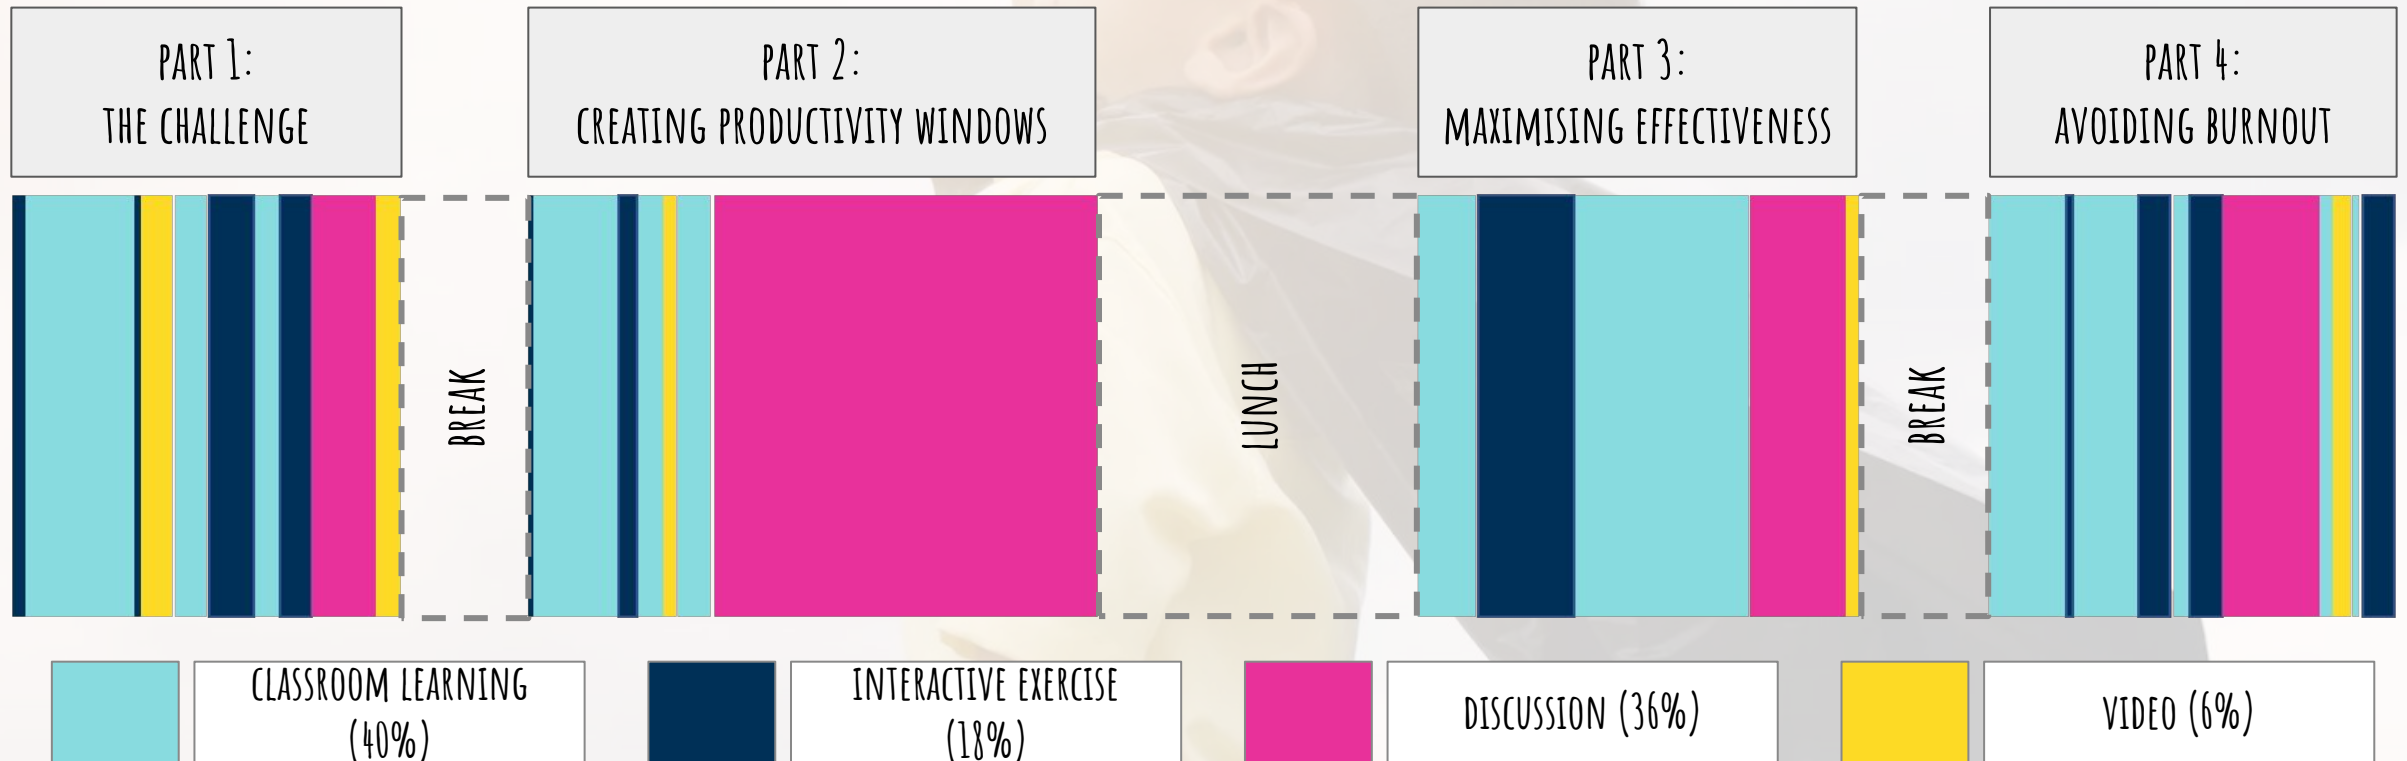 PART 1:
THE CHALLENGE
PART 2:
CREATING PRODUCTIVITY WINDOWS
PART 3:
MAXIMISING EFFECTIVENESS
PART 4:
AVOIDING BURNOUT
BREAK
LUNCH
BREAK
CLASSROOM LEARNING
(40%)
INTERACTIVE EXERCISE
(18%)
DISCUSSION (36%)
VIDEO (6%)